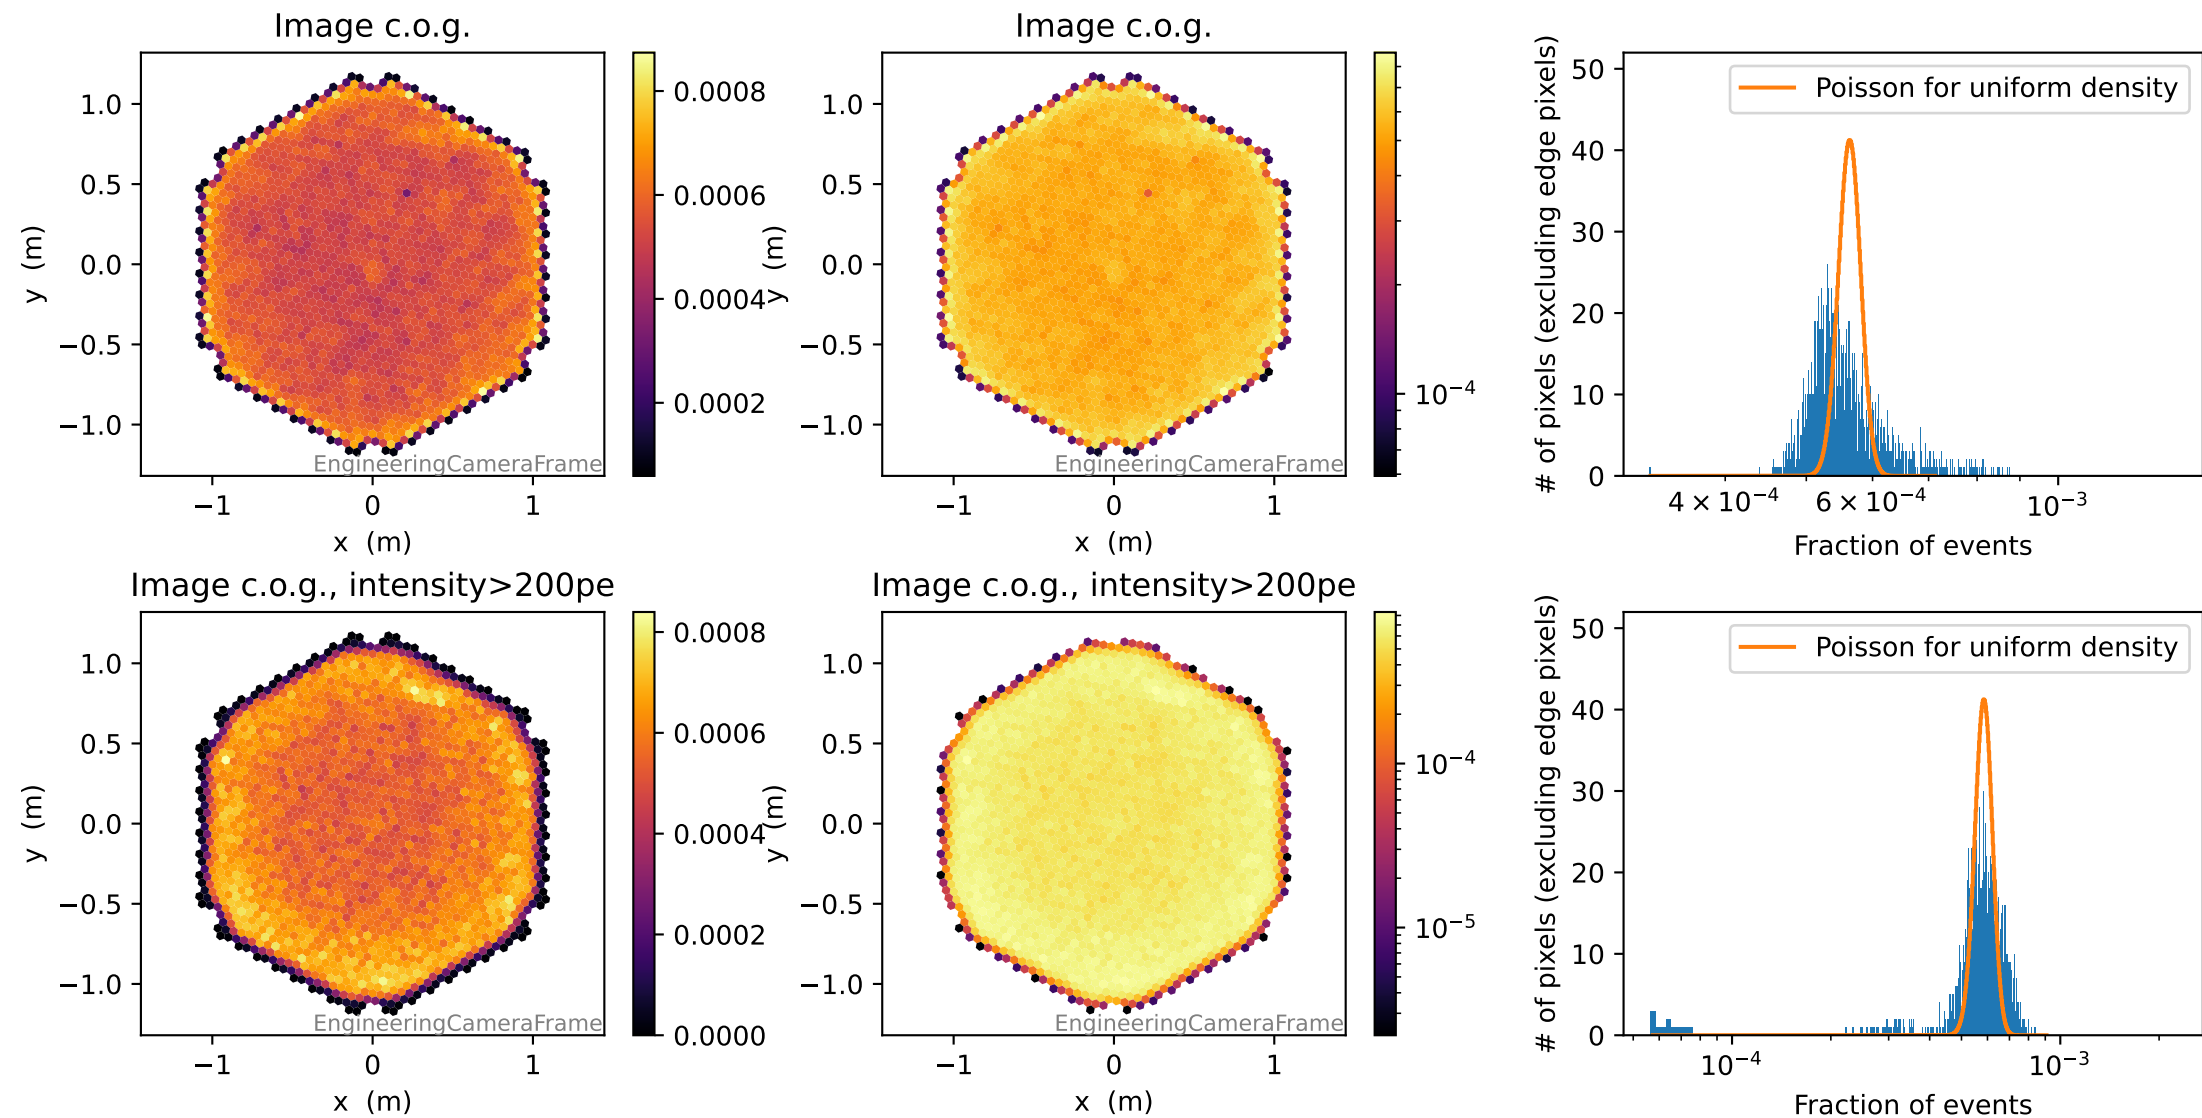 Image c.o.g.
y (m)
1.0
0.5
0.0
−0.5
−1.0
−1
0
1
x (m)
EngineeringCameraFrame
0.0008
0.0006
0.0004
0.0002
Image c.o.g.
y (m)
1.0
0.5
0.0
−0.5
−1.0
−1
0
1
x (m)
EngineeringCameraFrame
10⁻⁴
# of pixels (excluding edge pixels)
50
40
30
20
10
0
Poisson for uniform density
4 × 10⁻⁴
6 × 10⁻⁴
10⁻³
Fraction of events
Image c.o.g., intensity>200pe
y (m)
1.0
0.5
0.0
−0.5
−1.0
−1
0
1
x (m)
EngineeringCameraFrame
0.0008
0.0006
0.0004
0.0002
0.0000
Image c.o.g., intensity>200pe
y (m)
1.0
0.5
0.0
−0.5
−1.0
−1
0
1
x (m)
EngineeringCameraFrame
10⁻⁴
10⁻⁵
# of pixels (excluding edge pixels)
50
40
30
20
10
0
Poisson for uniform density
10⁻⁴
10⁻³
Fraction of events